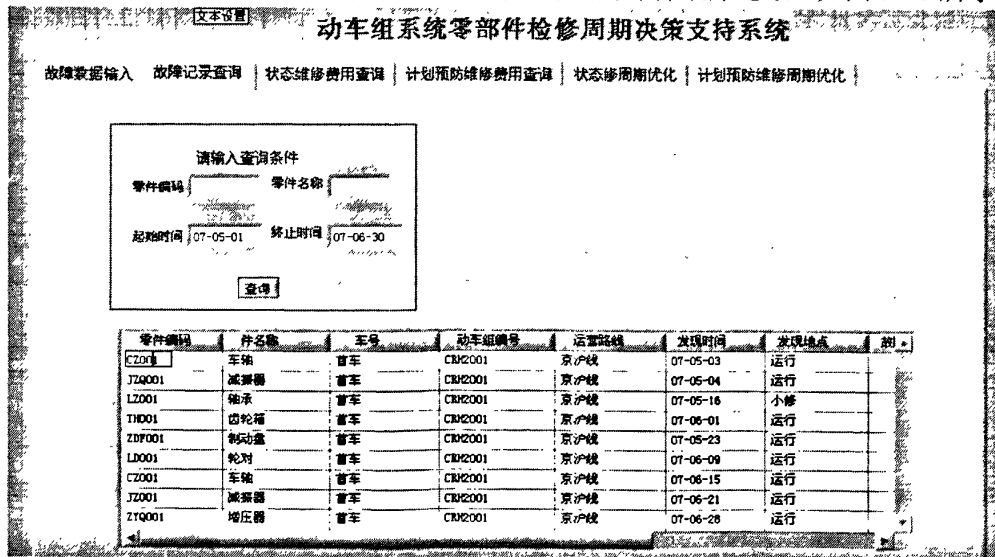 文本设置
动车组系统零部件检修周期决策支持系统
故障数据输入 故障记录查询 状态维修费用查询 计划预防维修费用查询 状态修周期优化 计划预防维修周期优化
请输入查询条件
零件编码 零件名称
起始时间 07-05-01 终止时间 07-06-30
查询
零件编码 件名称 车号 动车组编号 运营路线 发现时间 发现地点
CZ001 车轴 首车 CRH2001 京沪线 07-05-03 运行
JZQ001 减振器 首车 CRH2001 京沪线 07-05-04 运行
LZ001 轴承 首车 CRH2001 京沪线 07-05-16 小修
THD01 齿轮箱 首车 CRH2001 京沪线 07-06-01 运行
ZDF001 制动盘 首车 CRH2001 京沪线 07-05-23 运行
LD001 轮对 首车 CRH2001 京沪线 07-06-09 运行
CZ001 车轴 首车 CRH2001 京沪线 07-06-15 运行
JZ001 减振器 首车 CRH2001 京沪线 07-06-21 运行
ZYQ001 增压器 首车 CRH2001 京沪线 07-06-28 运行